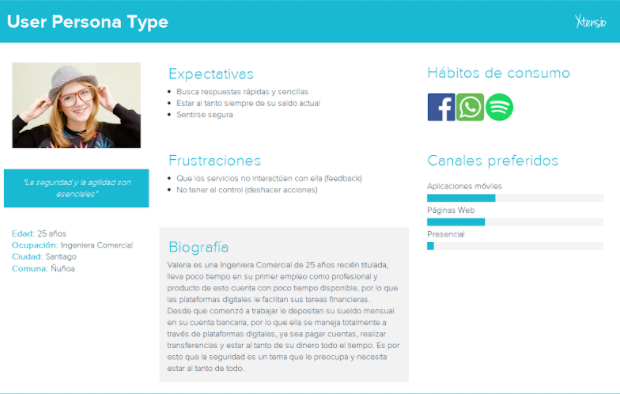 User Persona Type
Xtensio
"La seguridad y la agilidad son
esenciales"
Edad: 25 años
Ocupación: Ingeniera Comercial
Ciudad: Santiago
Comuna: Ñuñoa
Expectativas
Busca respuestas rápidas y sencillas
Estar al tanto siempre de su saldo actual
Sentirse segura
Frustraciones
Que los servicios no interactúen con ella (feedback)
No tener el control (deshacer acciones)
Biografía
Valeria es una Ingeniera Comercial de 25 años recién titulada,
lleva poco tiempo en su primer empleo como profesional y
producto de esto cuenta con poco tiempo disponible, por lo que
las plataformas digitales le facilitan sus tareas financieras.
Desde que comenzó a trabajar le depositan su sueldo mensual
en su cuenta bancaria, por lo que ella se maneja totalmente a
través de plataformas digitales, ya sea pagar cuentas, realizar
transferencias y estar al tanto de su dinero todo el tiempo. Es por
esto que la seguridad es un tema que le preocupa y necesita
estar al tanto de todo.
Hábitos de consumo
Canales preferidos
Aplicaciones móviles
Páginas Web
Presencial